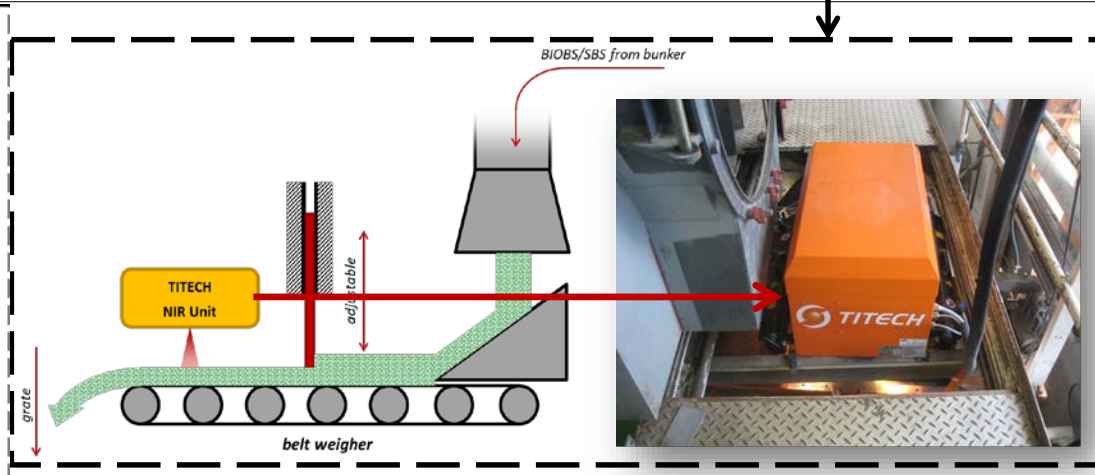 BIOBS/SBS from bunker
adjustable
TITECH
NIR Unit
TITECH
grate
belt weigher